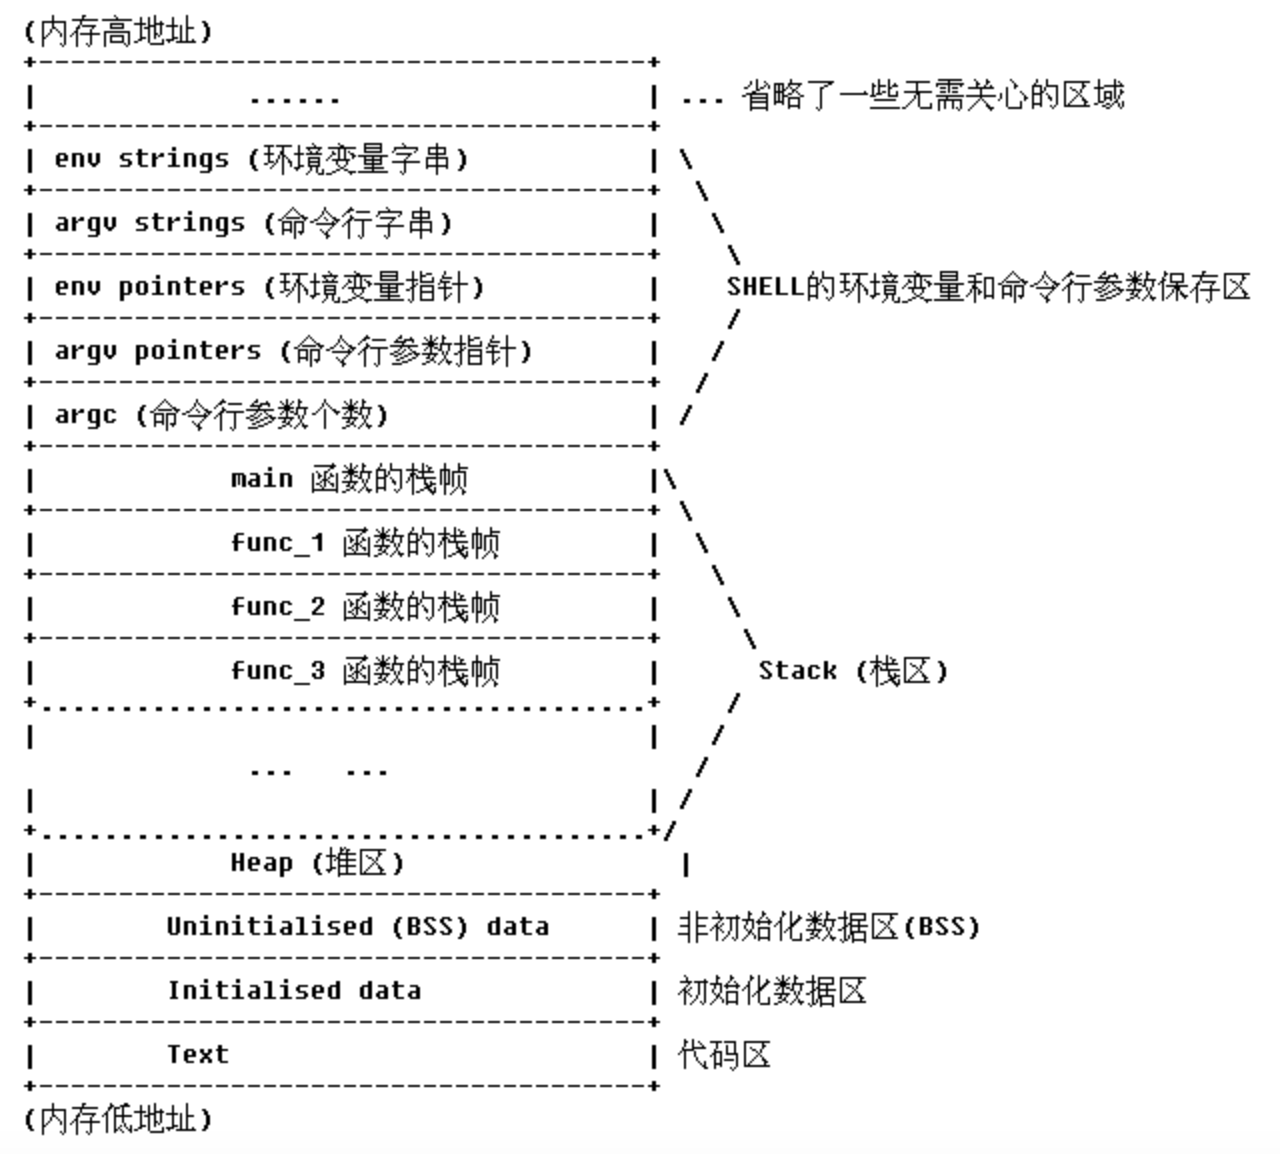 (内存高地址)
...... ... 省略了一些无需关心的区域
env strings (环境变量字串)
argv strings (命令行字串)
env pointers (环境变量指针) SHELL的环境变量和命令行参数保存区
argv pointers (命令行参数指针)
argc (命令行参数个数)
main 函数的栈帧
func_1 函数的栈帧
func_2 函数的栈帧
func_3 函数的栈帧 Stack (栈区)
... ...
Heap (堆区)
Uninitialised (BSS) data 非初始化数据区(BSS)
Initialised data 初始化数据区
Text 代码区
(内存低地址)